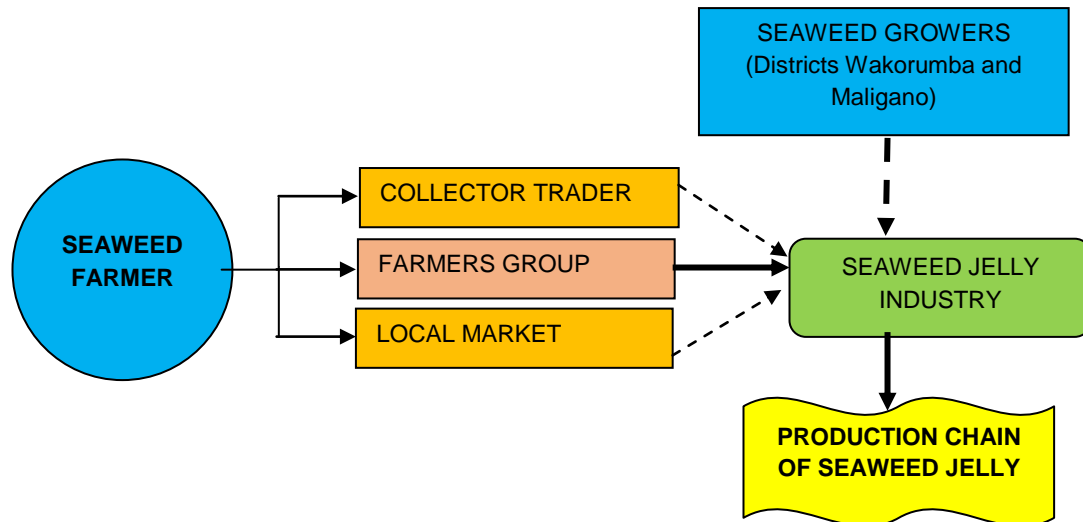 SEAWEED GROWERS
(Districts Wakorumba and
Maligano)
COLLECTOR TRADER
SEAWEED
FARMER
FARMERS GROUP
SEAWEED JELLY
INDUSTRY
LOCAL MARKET
PRODUCTION CHAIN
OF SEAWEED JELLY